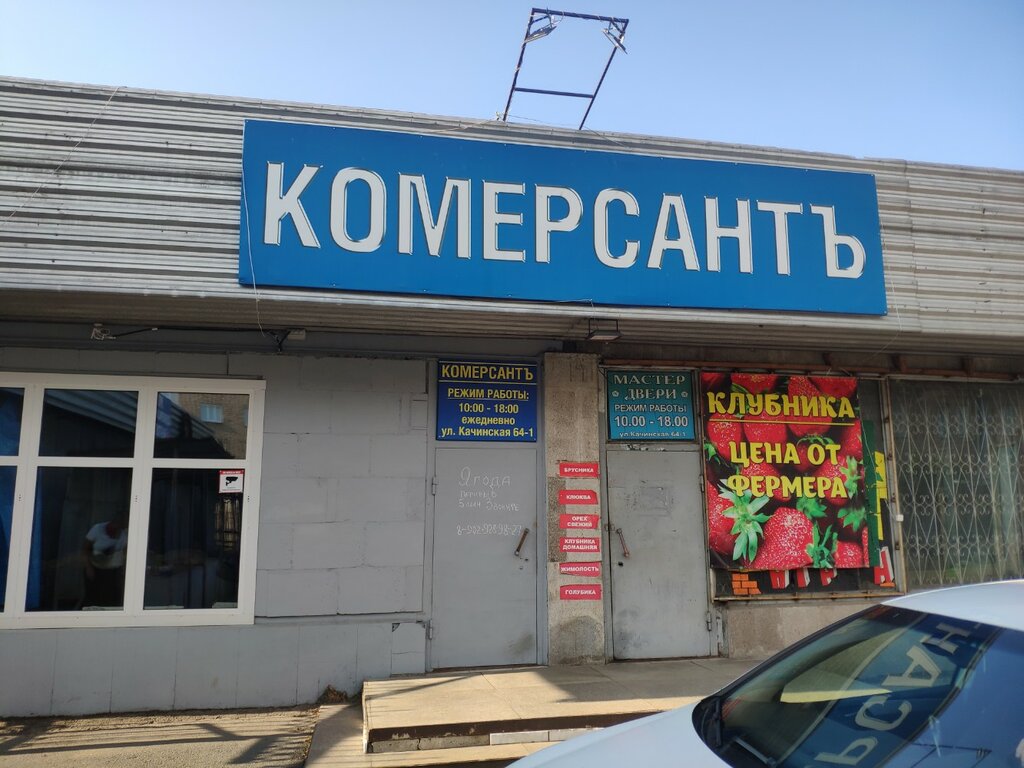 КОМЕРСАНТЪ
КОМЕРСАНТЪ
РЕЖИМ РАБОТЫ:
10:00 - 18:00
ежедневно
ул. Качинская 64-1
Ягода
МАСТЕР
ДВЕРИ
РЕЖИМ РАБОТЫ
10.00 - 18.00
ул. Качинская 64-1
БРУСНИКА
КЛЮКВА
ОРЕХ
СВЕЖИЙ
КЛУБНИКА
ДОМАШНЯЯ
ЖИМОЛОСТЬ
ГОЛУБИКА
КЛУБНИКА
ЦЕНА ОТ
ФЕРМЕРА